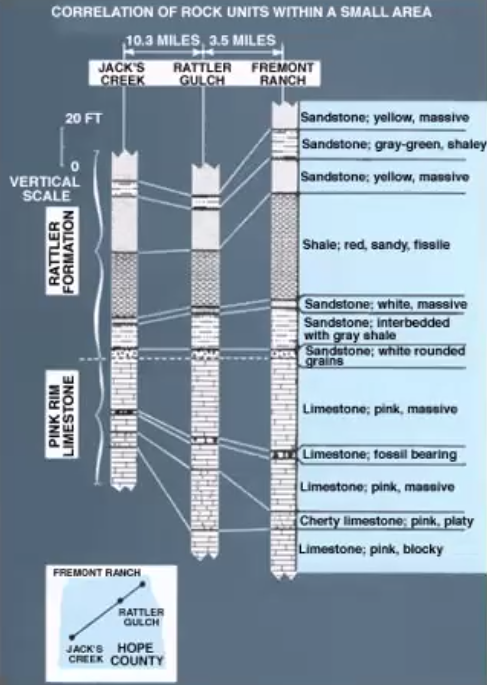 CORRELATION OF ROCK UNITS WITHIN A SMALL AREA
10.3 MILES 3.5 MILES
JACK'S
CREEK
RATTLER
GULCH
FREMONT
RANCH
20 FT
0
VERTICAL
SCALE
RATTLER
FORMATION
PINK RIM
LIMESTONE
Sandstone; yellow, massive
Sandstone; gray-green, shaley
Sandstone; yellow, massive
Shale; red, sandy, fissile
Sandstone; white, massive
Sandstone; interbedded
with gray shale
Sandstone; white rounded
grains
Limestone; pink, massive
Limestone; fossil bearing
Limestone; pink, massive
Cherty limestone; pink, platy
Limestone; pink, blocky
FREMONT RANCH
RATTLER
GULCH
JACK'S
CREEK
HOPE
COUNTY